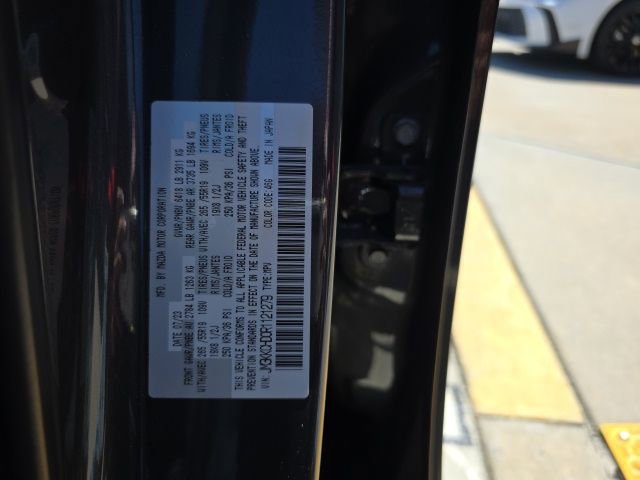 MFD. BY MAZDA MOTOR CORPORATION
DATE 07/23 GVWR/PNBV 6418 LB 2911 KG
FRONT GAWR/PNBE AV 2784 LB 1263 KG REAR GAWR/PNBE AR 3735 LB 1694 KG
WITH/AVEC 265 /55R19 109V TIRES/PNEUS WITH/AVEC 265 /55R19 109V TIRES/PNEUS
19X8 1/2J RIMS/JANTES 19X8 1/2J RIMS/JANTES
250 KPA/36 PSI COLD/A FROID 250 KPA/36 PSI COLD/A FROID
THIS VEHICLE CONFORMS TO ALL APPLICABLE FEDERAL MOTOR VEHICLE SAFETY AND THEFT
PREVENTION STANDARDS IN EFFECT ON THE DATE OF MANUFACTURE SHOWN ABOVE.
VIN: JM3KKCHD0R1121279 TYPE:MPV COLOR CODE:46G MADE IN JAPAN